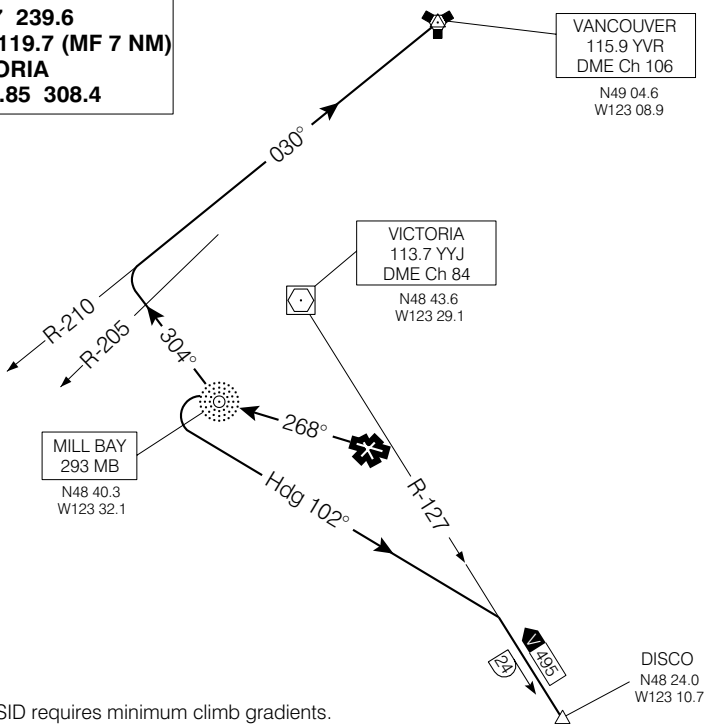 239.6
119.7 (MF 7 NM)
ORIA
.85 308.4
VANCOUVER
115.9 YVR
DME Ch 106
N49 04.6
W123 08.9
030°
VICTORIA
113.7 YYJ
DME Ch 84
N48 43.6
W123 29.1
R-210
R-205
304°
268°
MILL BAY
293 MB
N48 40.3
W123 32.1
Hdg 102°
R-127
V 495
24
DISCO
N48 24.0
W123 10.7
SID requires minimum climb gradients.